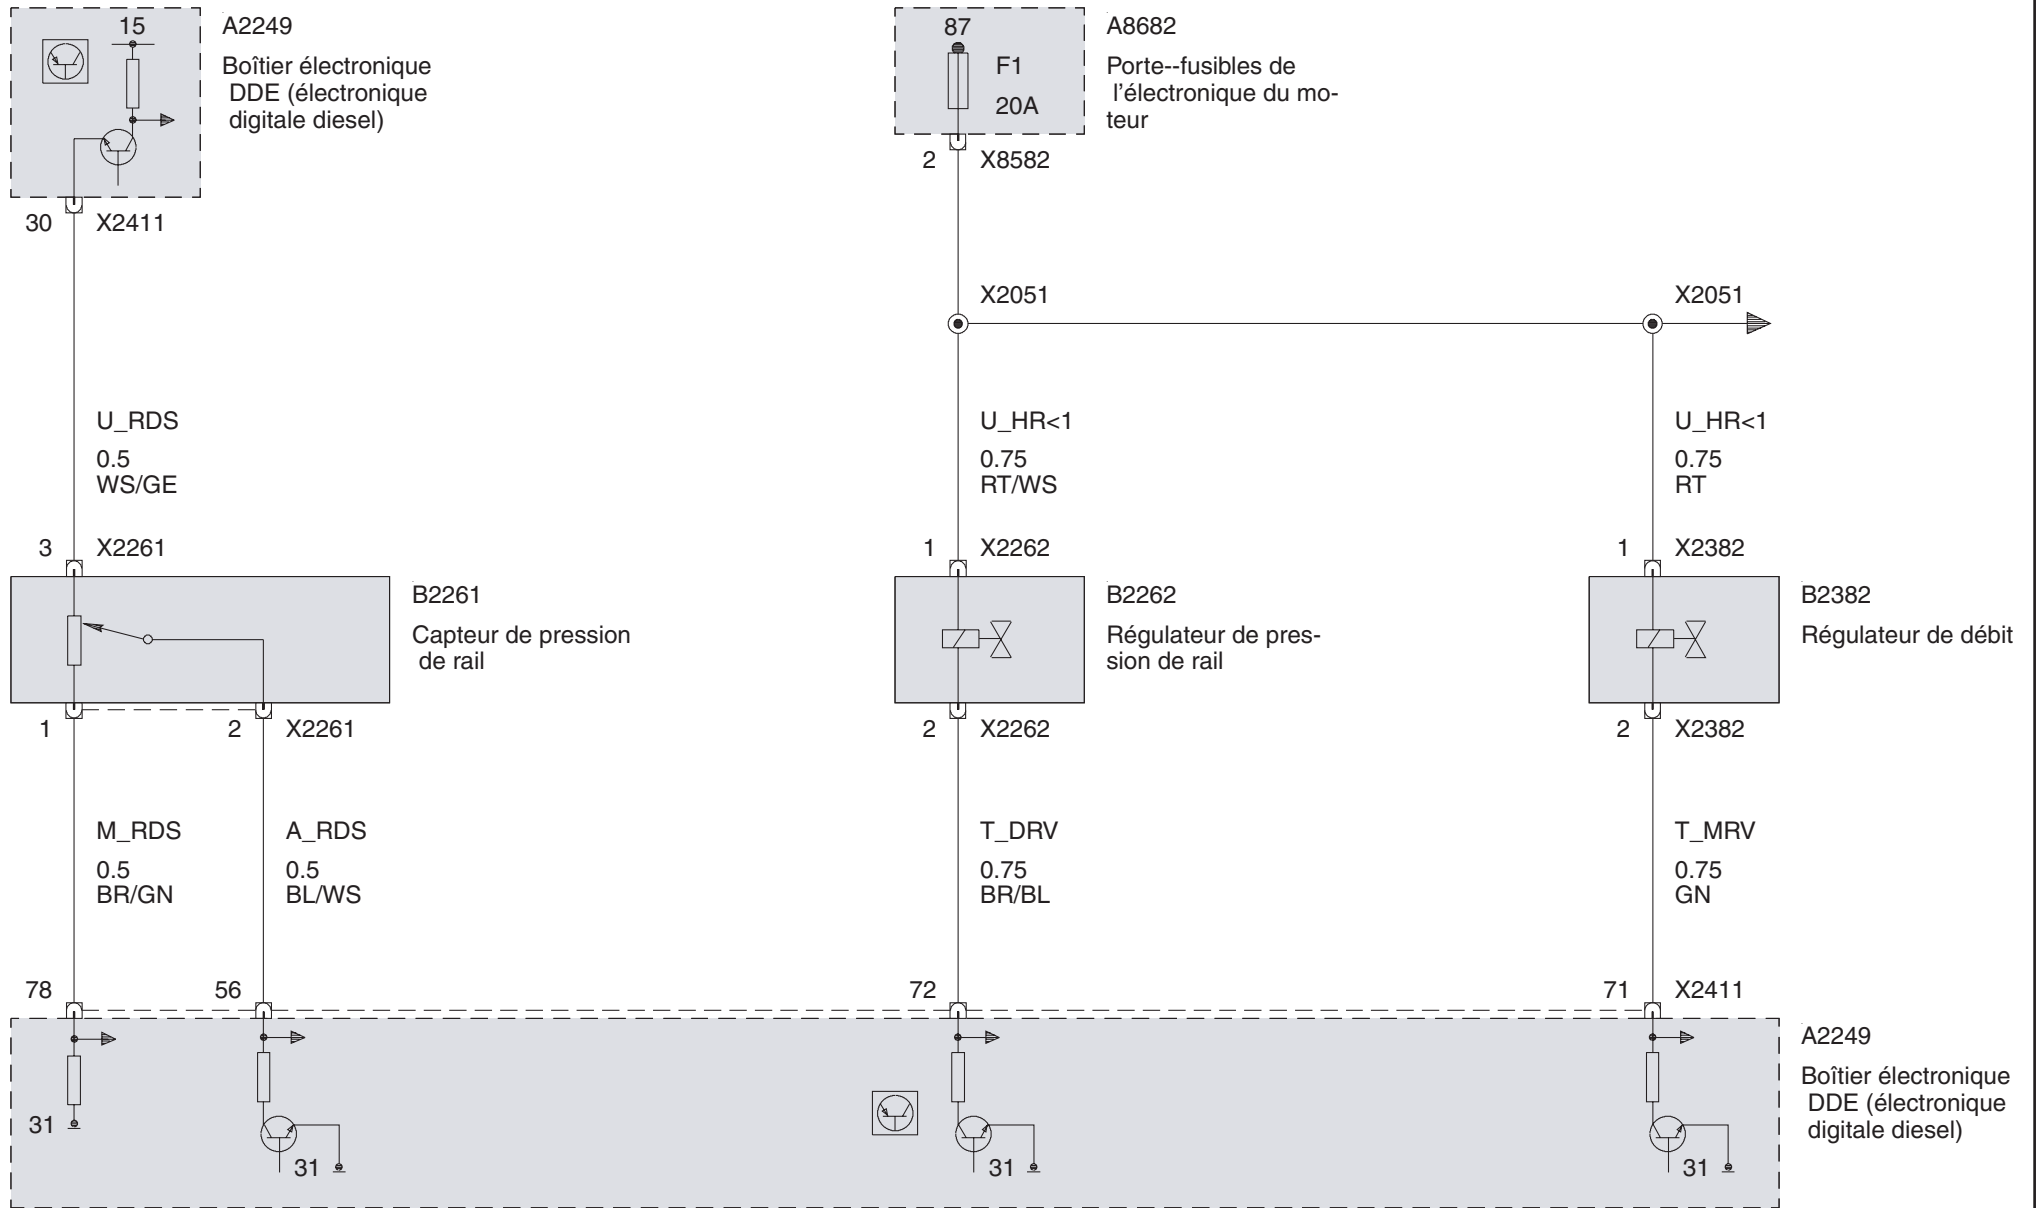 15
A2249
Boîtier électronique
DDE (électronique
digitale diesel)
30
X2411
87
F1
20A
A8682
Porte--fusibles de
l'électronique du mo-
teur
2
X8582
X2051
X2051
U_RDS
0.5
WS/GE
U_HR<1
0.75
RT/WS
U_HR<1
0.75
RT
3
X2261
1
X2262
1
X2382
B2261
Capteur de pression
de rail
B2262
Régulateur de pres-
sion de rail
B2382
Régulateur de débit
1
2
X2261
2
X2262
2
X2382
M_RDS
0.5
BR/GN
A_RDS
0.5
BL/WS
T_DRV
0.75
BR/BL
T_MRV
0.75
GN
78
56
72
71
X2411
A2249
Boîtier électronique
DDE (électronique
digitale diesel)
31
31
31
31